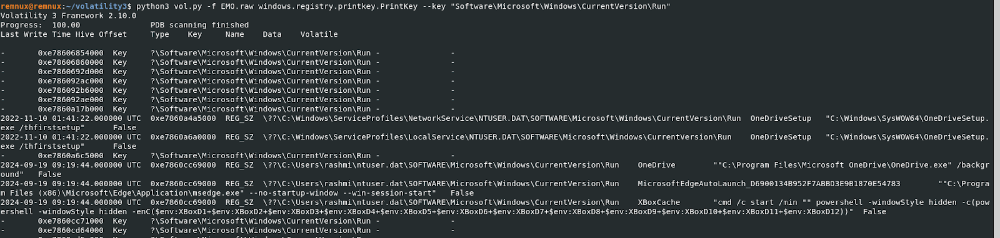 remnux@remnux:~/volatility3$ python3 vol.py -f EMO.raw windows.registry.printkey.PrintKey --key "Software\Microsoft\Windows\CurrentVersion\Run"
Volatility 3 Framework 2.10.0
Progress:  100.00               PDB scanning finished
Last Write Time Hive Offset     Type    Key     Name    Data    Volatile
-       0xe78606854000  Key     ?\Software\Microsoft\Windows\CurrentVersion\Run -               -
-       0xe78606860000  Key     ?\Software\Microsoft\Windows\CurrentVersion\Run -               -
-       0xe7860692d000  Key     ?\Software\Microsoft\Windows\CurrentVersion\Run -               -
-       0xe786092ac000  Key     ?\Software\Microsoft\Windows\CurrentVersion\Run -               -
-       0xe786092b6000  Key     ?\Software\Microsoft\Windows\CurrentVersion\Run -               -
-       0xe786092ae000  Key     ?\Software\Microsoft\Windows\CurrentVersion\Run -               -
-       0xe7860a17b000  Key     ?\Software\Microsoft\Windows\CurrentVersion\Run -               -
2022-11-10 01:41:22.000000 UTC  0xe7860a4a5000  REG_SZ  \??\C:\Windows\ServiceProfiles\NetworkService\NTUSER.DAT\SOFTWARE\Microsoft\Windows\CurrentVersion\Run  OneDriveSetup   "C:\Windows\SysWOW64\OneDriveSetup.
exe /thfirstsetup"      False
2022-11-10 01:41:22.000000 UTC  0xe7860a6a0000  REG_SZ  \??\C:\Windows\ServiceProfiles\LocalService\NTUSER.DAT\SOFTWARE\Microsoft\Windows\CurrentVersion\Run    OneDriveSetup   "C:\Windows\SysWOW64\OneDriveSetup.
exe /thfirstsetup"      False
-       0xe7860a6c5000  Key     ?\Software\Microsoft\Windows\CurrentVersion\Run -               -
2024-09-19 09:19:44.000000 UTC  0xe7860cc69000  REG_SZ  \??\C:\Users\rashmi\ntuser.dat\SOFTWARE\Microsoft\Windows\CurrentVersion\Run    OneDrive        ""C:\Program Files\Microsoft OneDrive\OneDrive.exe" /backgr
ound"   False
2024-09-19 09:19:44.000000 UTC  0xe7860cc69000  REG_SZ  \??\C:\Users\rashmi\ntuser.dat\SOFTWARE\Microsoft\Windows\CurrentVersion\Run    MicrosoftEdgeAutoLaunch_D6900134B952F7ABBD3E9B1870E54783        ""C:\Progra
m Files (x86)\Microsoft\Edge\Application\msedge.exe" --no-startup-window --win-session-start"   False
2024-09-19 09:19:44.000000 UTC  0xe7860cc69000  REG_SZ  \??\C:\Users\rashmi\ntuser.dat\SOFTWARE\Microsoft\Windows\CurrentVersion\Run    XBoxCache       "cmd /c start /min "" powershell -windowStyle hidden -c(pow
ershell -windowStyle hidden -enC($env:XBoxD1+$env:XBoxD2+$env:XBoxD3+$env:XBoxD4+$env:XBoxD5+$env:XBoxD6+$env:XBoxD7+$env:XBoxD8+$env:XBoxD9+$env:XBoxD10+$env:XBoxD11+$env:XBoxD12))"  False
-       0xe7860cc71000  Key     ?\Software\Microsoft\Windows\CurrentVersion\Run -               -
-       0xe7860cd64000  Key     ?\Software\Microsoft\Windows\CurrentVersion\Run -               -